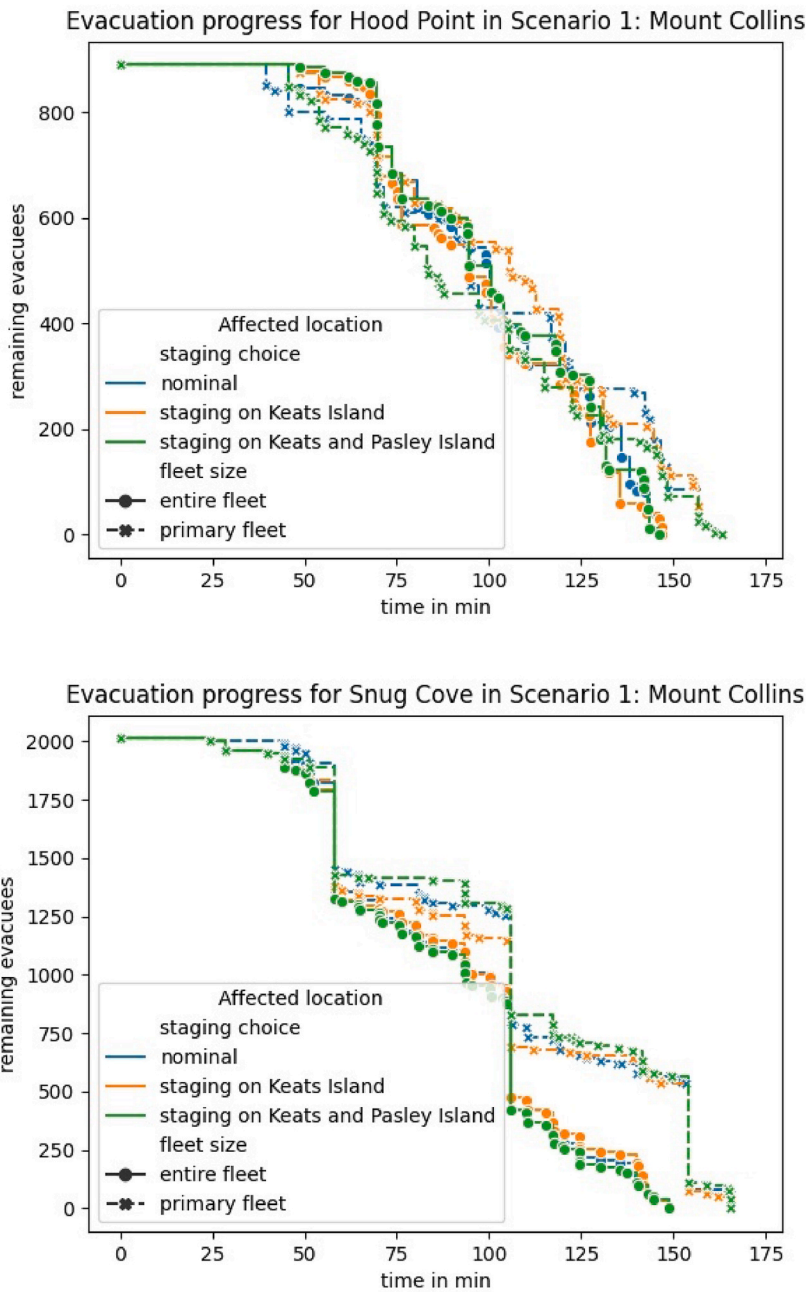 Evacuation progress for Hood Point in Scenario 1: Mount Collins
800
600
400
200
0
remaining evacuees
Affected location
staging choice
nominal
staging on Keats Island
staging on Keats and Pasley Island
fleet size
entire fleet
primary fleet
0 25 50 75 100 125 150 175
time in min
Evacuation progress for Snug Cove in Scenario 1: Mount Collins
2000
1750
1500
1250
1000
750
500
250
0
remaining evacuees
Affected location
staging choice
nominal
staging on Keats Island
staging on Keats and Pasley Island
fleet size
entire fleet
primary fleet
0 25 50 75 100 125 150 175
time in min